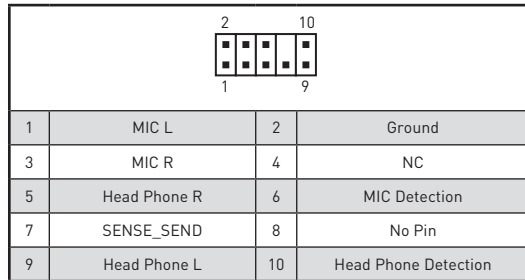 2 10
1 9
1 MIC L 2 Ground
3 MIC R 4 NC
5 Head Phone R 6 MIC Detection
7 SENSE_SEND 8 No Pin
9 Head Phone L 10 Head Phone Detection